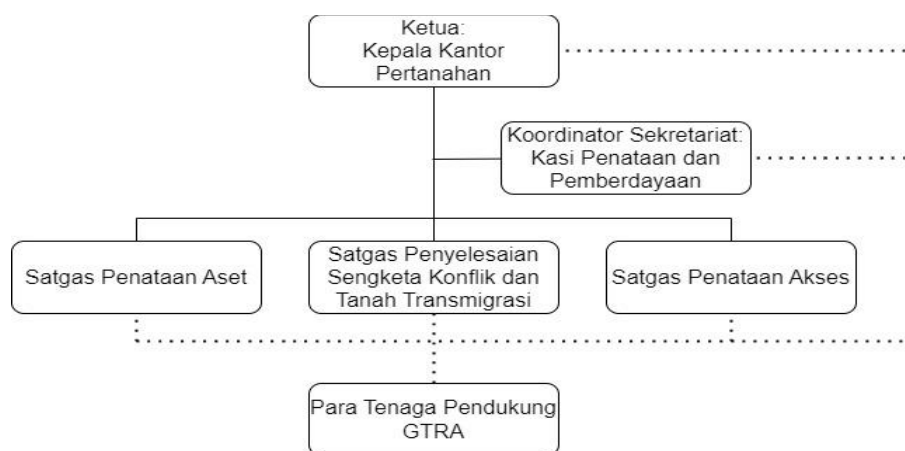 Ketua:
Kepala Kantor
Pertanahan
Koordinator Sekretariat:
Kasi Penataan dan
Pemberdayaan
Satgas Penataan Aset
Satgas Penyelesaian
Sengketa Konflik dan
Tanah Transmigrasi
Satgas Penataan Akses
Para Tenaga Pendukung
GTRA